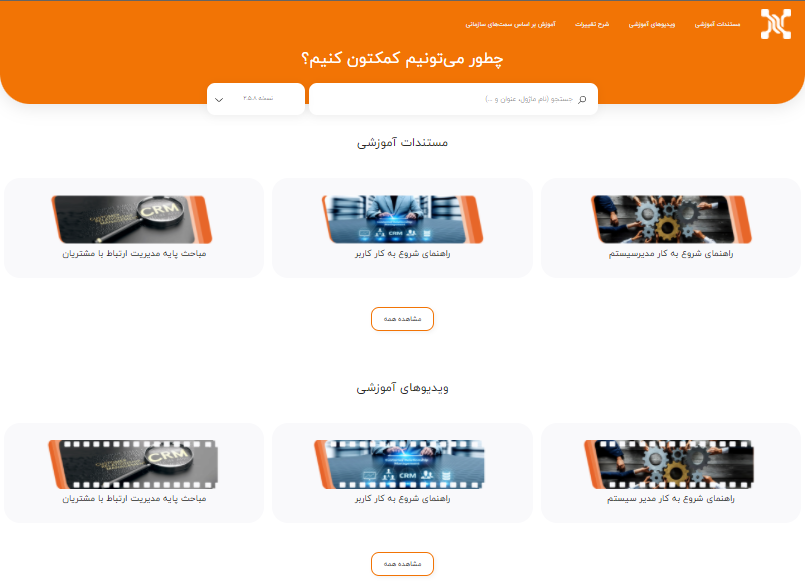 مستندات آموزشی
ویدیوهای آموزشی
شرح تغییرات
آموزش بر اساس سمت‌های سازمانی
چطور می‌تونیم کمکتون کنیم؟
جستجو (نام ماژول، عنوان و ...)
نسخه ۲.۵.۸
مستندات آموزشی
CRM
CRM
راهنمای شروع به کار مدیرسیستم
راهنمای شروع به کار کاربر
مباحث پایه مدیریت ارتباط با مشتریان
مشاهده همه
ویدیوهای آموزشی
CRM
CRM
راهنمای شروع به کار مدیر سیستم
راهنمای شروع به کار کاربر
مباحث پایه مدیریت ارتباط با مشتریان
مشاهده همه